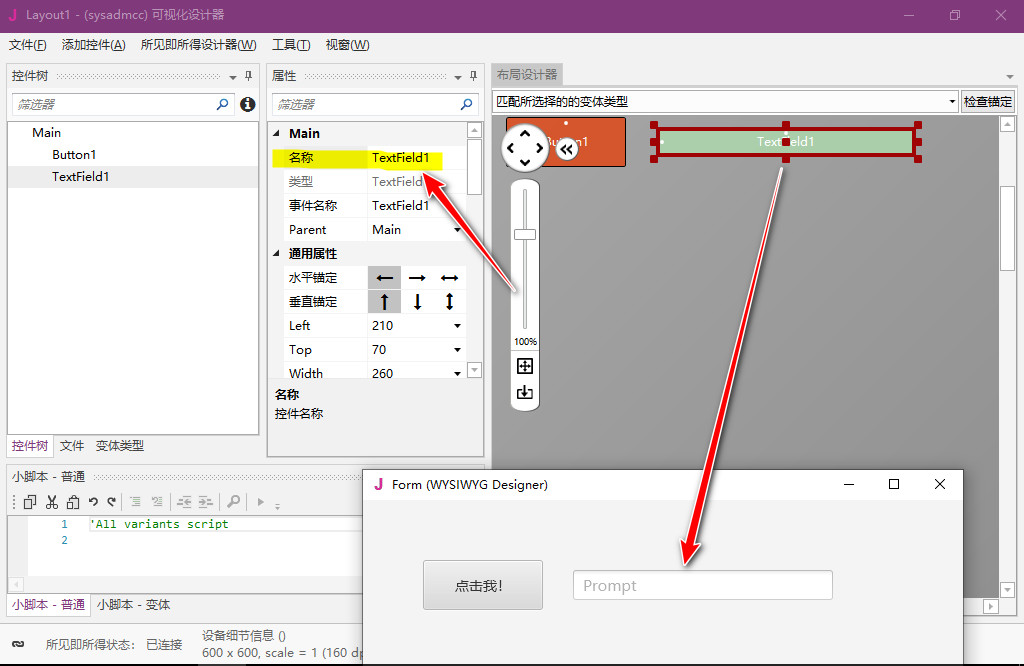 J Layout1 - (sysadmcc) 可视化设计器
文件(F) 添加控件(A) 所见即所得设计器(W) 工具(T) 视窗(W)
控件树
筛选器
Main
Button1
TextField1
控件树 文件 变体类型
属性
筛选器
Main
名称 TextField1
类型 TextField
事件名称 TextField1
Parent Main
通用属性
水平锚定
垂直锚定
Left 210
Top 70
Width 260
名称
控件名称
布局设计器
匹配所选择的的变体类型 检查锚定
TextField1
100%
小脚本 - 普通
1 'All variants script
2
小脚本 - 普通 小脚本 - 变体
所见即所得状态: 已连接
设备细节信息 ()
600 x 600, scale = 1 (160
J Form (WYSIWYG Designer)
点击我!
Prompt